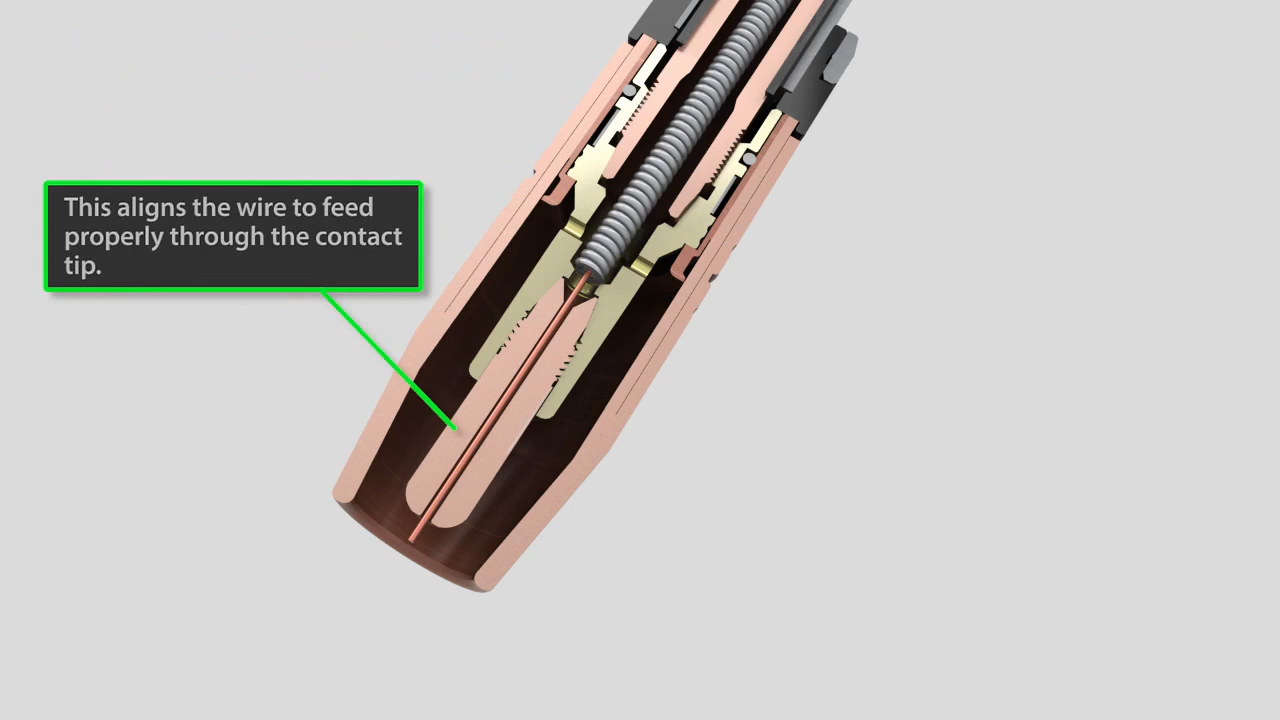 This aligns the wire to feed
properly through the contact
tip.